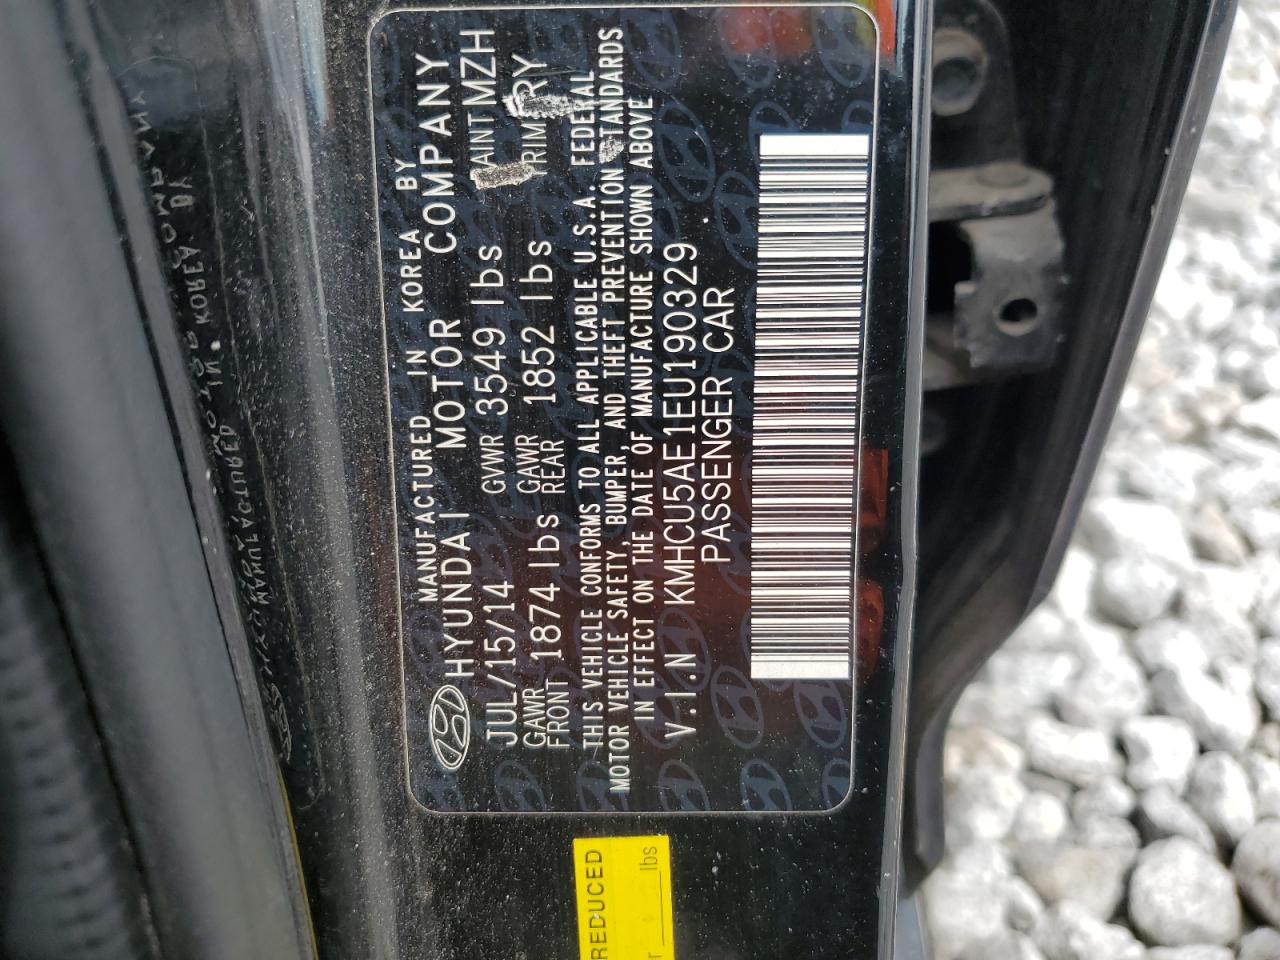 MANUFACTURED IN KOREA BY
HYUNDAI MOTOR COMPANY
JUL/15/14 GVWR 3549 lbs PAINT MZH
GAWR FRONT 1874 lbs GAWR REAR 1852 lbs TRIM RY
THIS VEHICLE CONFORMS TO ALL APPLICABLE U.S.A. FEDERAL
MOTOR VEHICLE SAFETY, BUMPER, AND THEFT PREVENTION STANDARDS
IN EFFECT ON THE DATE OF MANUFACTURE SHOWN ABOVE
V.I.N KMHCU5AE1EU190329
PASSENGER CAR
REDUCED
lbs